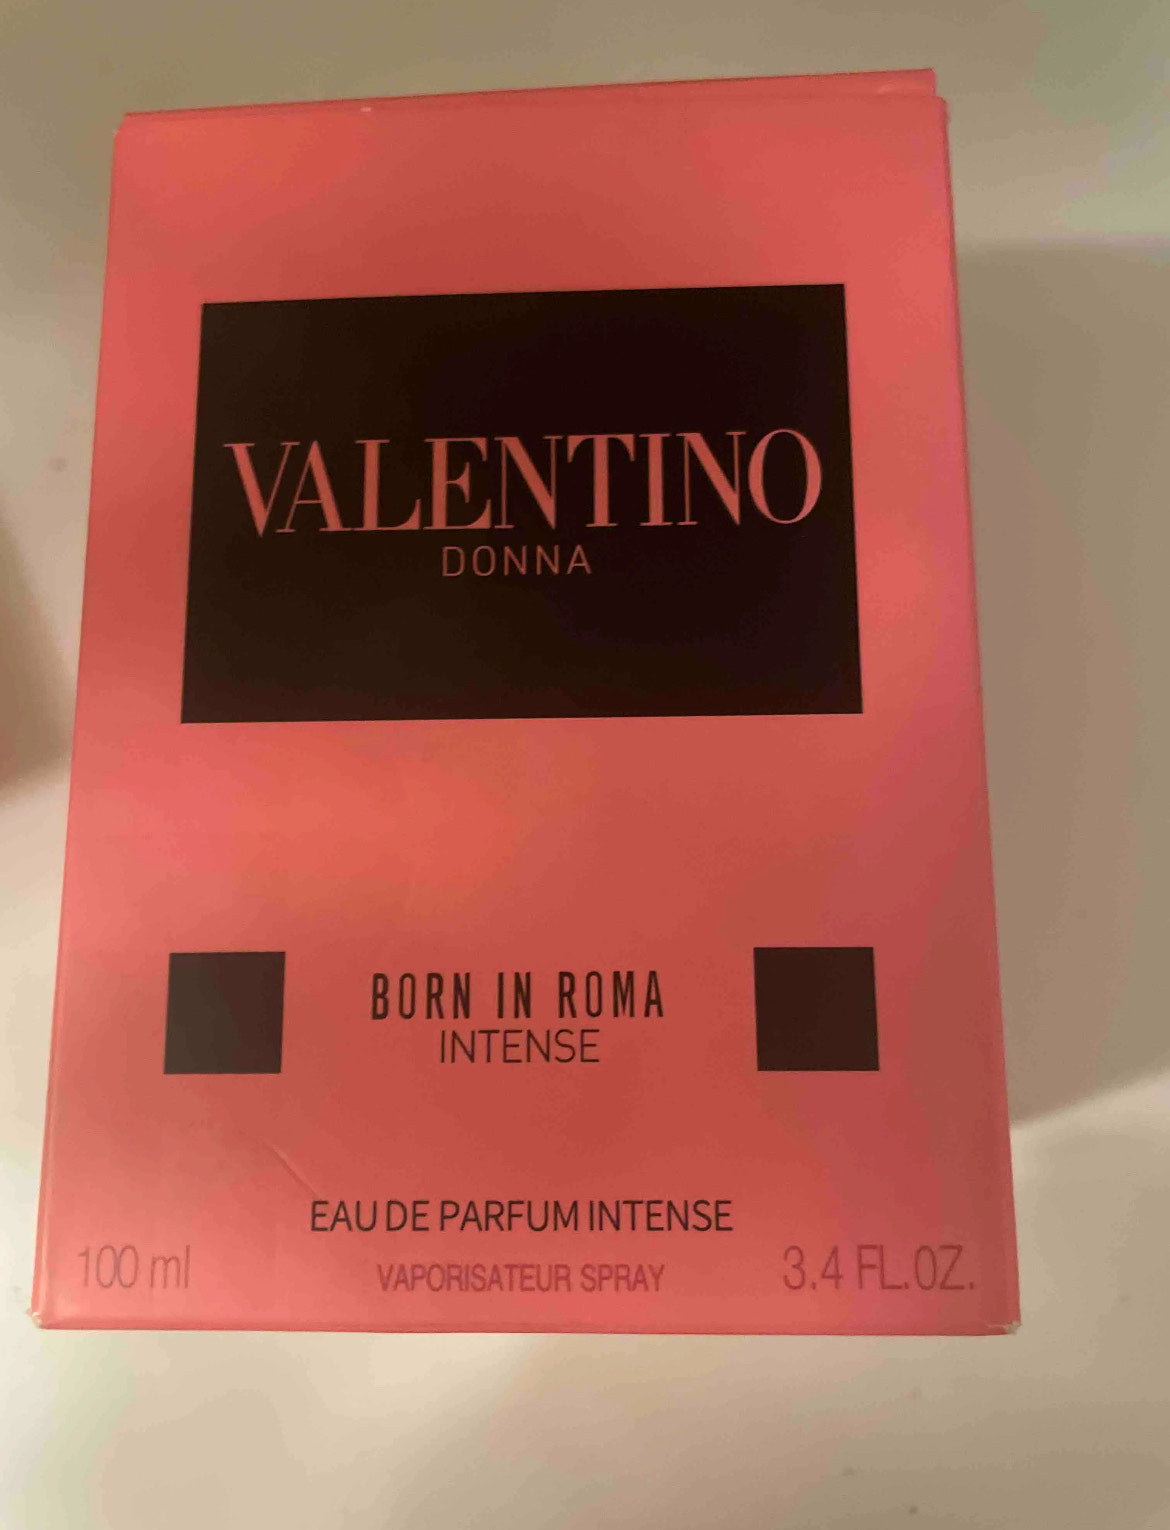 VALENTINO
DONNA
BORN IN ROMA
INTENSE
EAU DE PARFUM INTENSE
100 ml VAPORISATEUR SPRAY 3.4 FL.OZ.